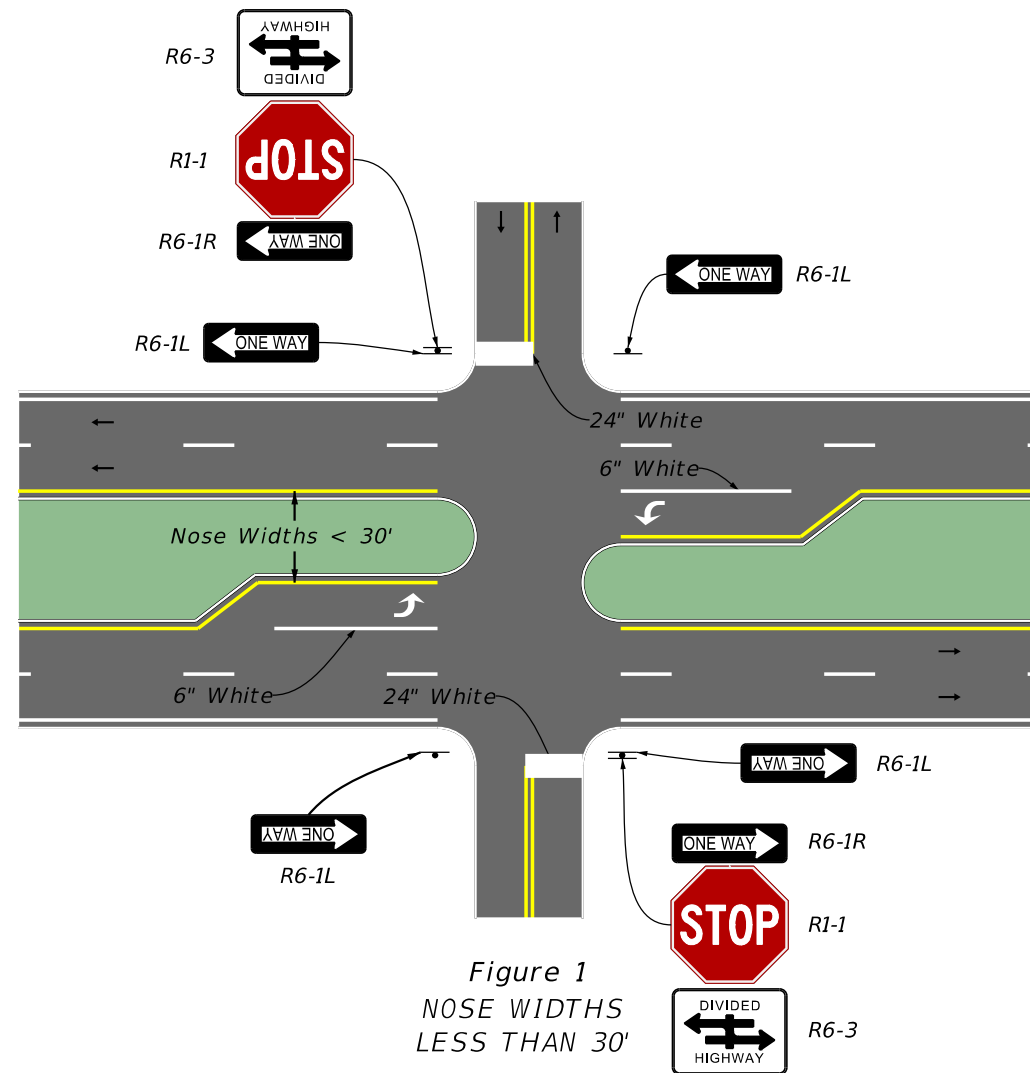 HIGHWAY
DIVIDED
R6-3
STOP
R1-1
ONE WAY
R6-1R
ONE WAY
R6-1L
ONE WAY
R6-1L
24" White
6" White
Nose Widths < 30'
6" White
24" White
ONE WAY
R6-1L
ONE WAY
R6-1L
ONE WAY
R6-1R
STOP
R1-1
DIVIDED
HIGHWAY
R6-3
Figure 1
NOSE WIDTHS
LESS THAN 30'